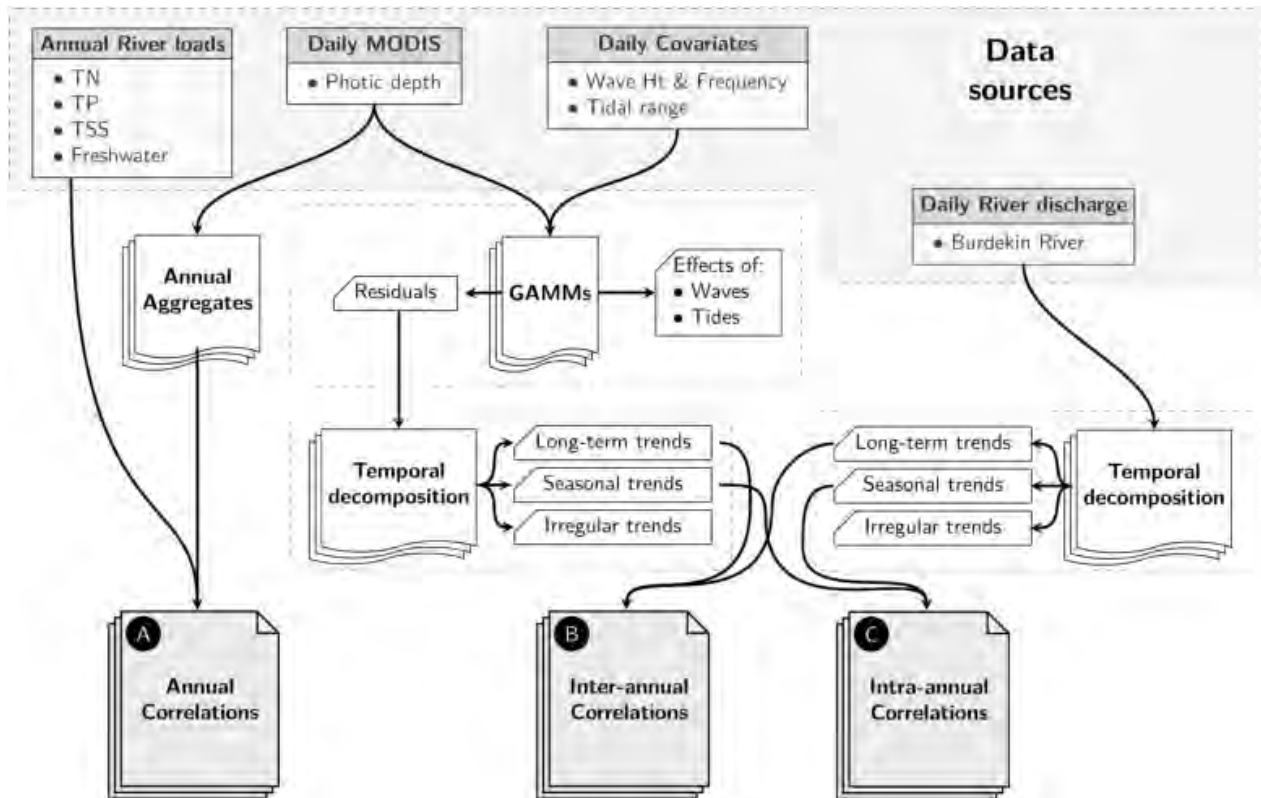 Annual River loads
• TN
• TP
• TSS
• Freshwater
Daily MODIS
• Photic depth
Daily Covariates
• Wave Ht & Frequency
• Tidal range
Data
sources
Daily River discharge
• Burdekin River
Annual
Aggregates
Residuals
GAMMs
Effects of:
• Waves
• Tides
Temporal
decomposition
Long-term trends
Seasonal trends
Irregular trends
Long-term trends
Seasonal trends
Irregular trends
Temporal
decomposition
A
Annual
Correlations
B
Inter-annual
Correlations
C
Intra-annual
Correlations